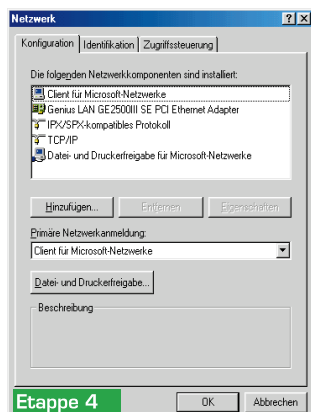 Netzwerk
Konfiguration Identifikation Zugriffssteuerung
Die folgenden Netzwerkkomponenten sind installiert:
Client für Microsoft-Netzwerke
Genius LAN GE2500III SE PCI Ethernet Adapter
IPX/SPX-kompatibles Protokoll
TCP/IP
Datei- und Druckerfreigabe für Microsoft-Netzwerke
Hinzufügen... Entfernen Eigenschaften
Primäre Netzwerkanmeldung:
Client für Microsoft-Netzwerke
Datei- und Druckerfreigabe...
Beschreibung
Etappe 4 OK Abbrechen